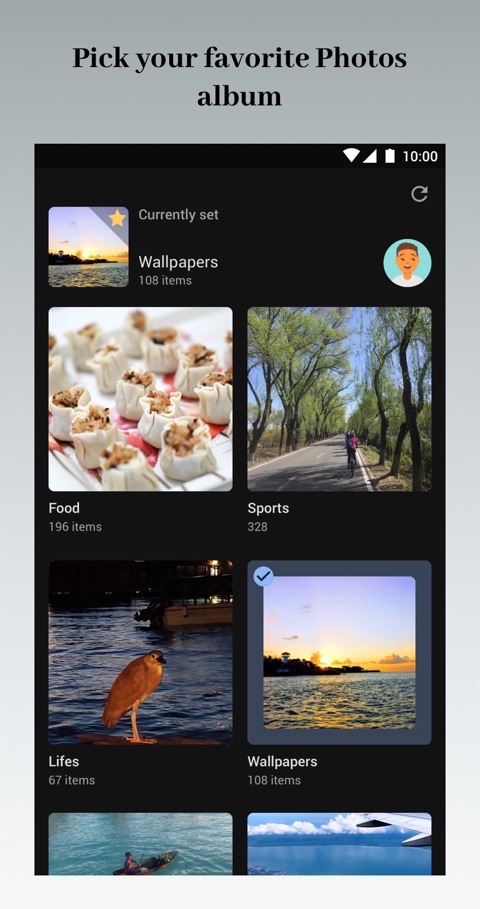 Pick your favorite Photos
album
10:00
Currently set
Wallpapers
108 items
Food
196 items
Sports
328
Lifes
67 items
Wallpapers
108 items